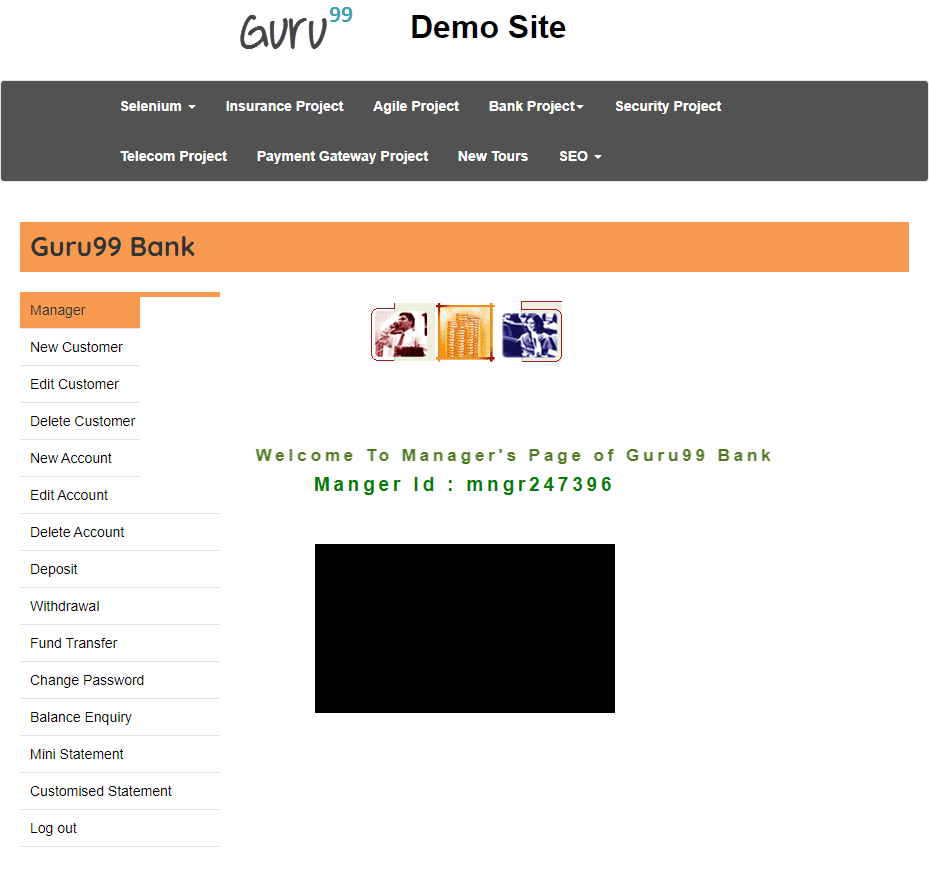 Guru99 Demo Site
Selenium Insurance Project Agile Project Bank Project Security Project
Telecom Project Payment Gateway Project New Tours SEO
Guru99 Bank
Manager
New Customer
Edit Customer
Delete Customer
New Account
Edit Account
Delete Account
Deposit
Withdrawal
Fund Transfer
Change Password
Balance Enquiry
Mini Statement
Customised Statement
Log out
Welcome To Manager's Page of Guru99 Bank
Manger Id : mngr247396